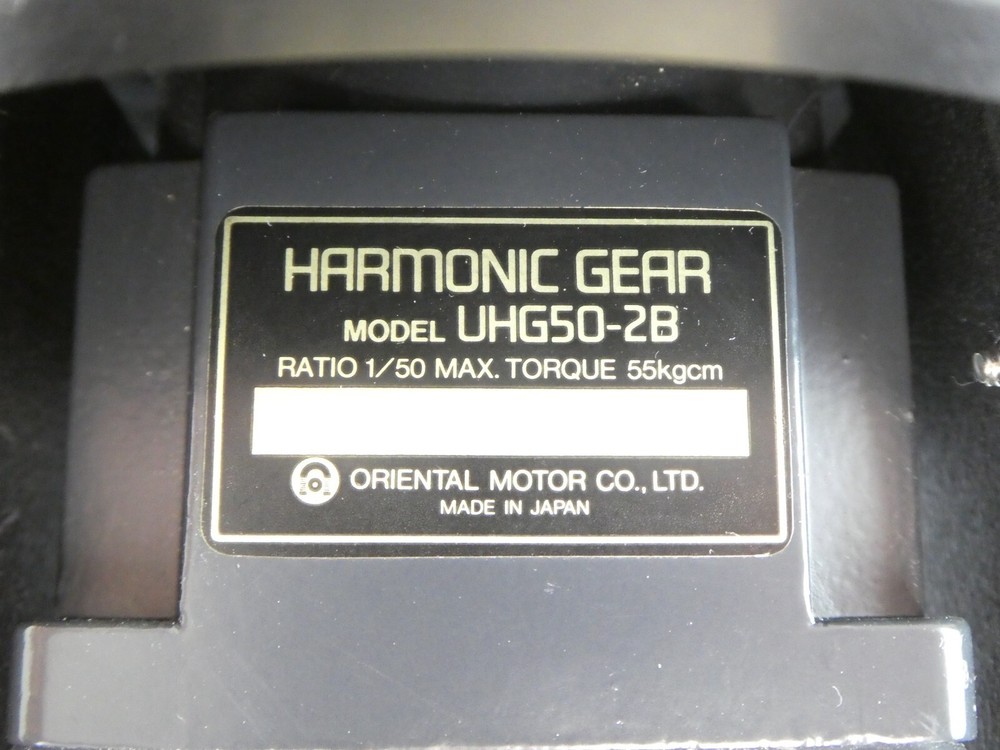 HARMONIC GEAR
MODEL UHG50-2B
RATIO 1/50 MAX. TORQUE 55kgcm
ORIENTAL MOTOR CO., LTD.
MADE IN JAPAN